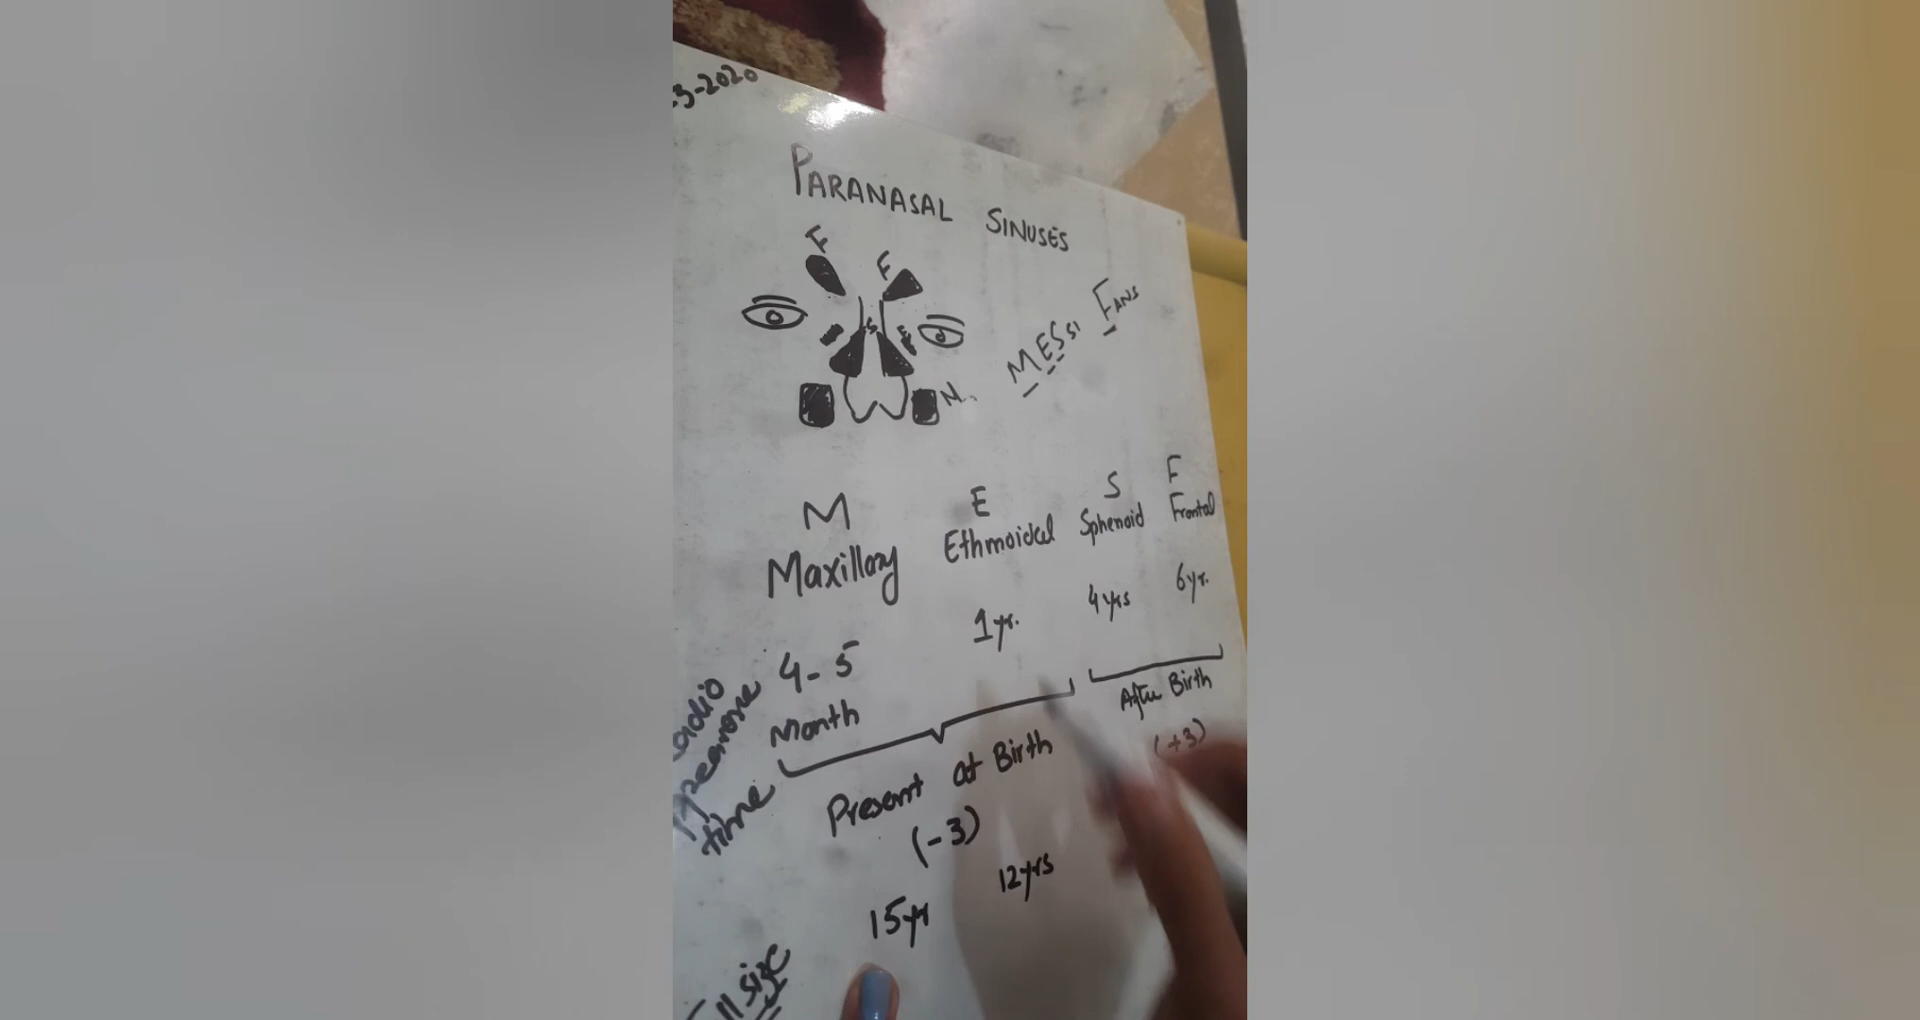 3-2020
PARANASAL SINUSES
F
F
S
E
M
MESSI FANS
M E S F
Maxillary Ethmoidal Sphenoid Frontal
4-5 Month 1yr. 4yrs 6yr.
time
Present at Birth After Birth
(-3) (+3)
15yr 12yrs
size